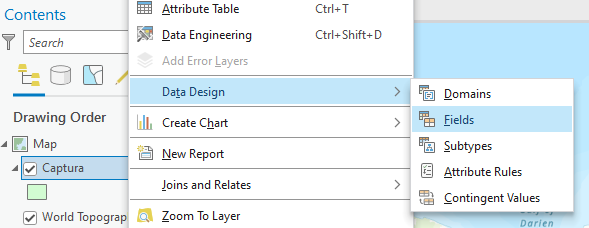 Contents
Search
Drawing Order
Map
Captura
World Topograp
Attribute Table Ctrl+T
Data Engineering Ctrl+Shift+D
Add Error Layers
Data Design
Create Chart
New Report
Joins and Relates
Zoom To Layer
Domains
Fields
Subtypes
Attribute Rules
Contingent Values
Darien